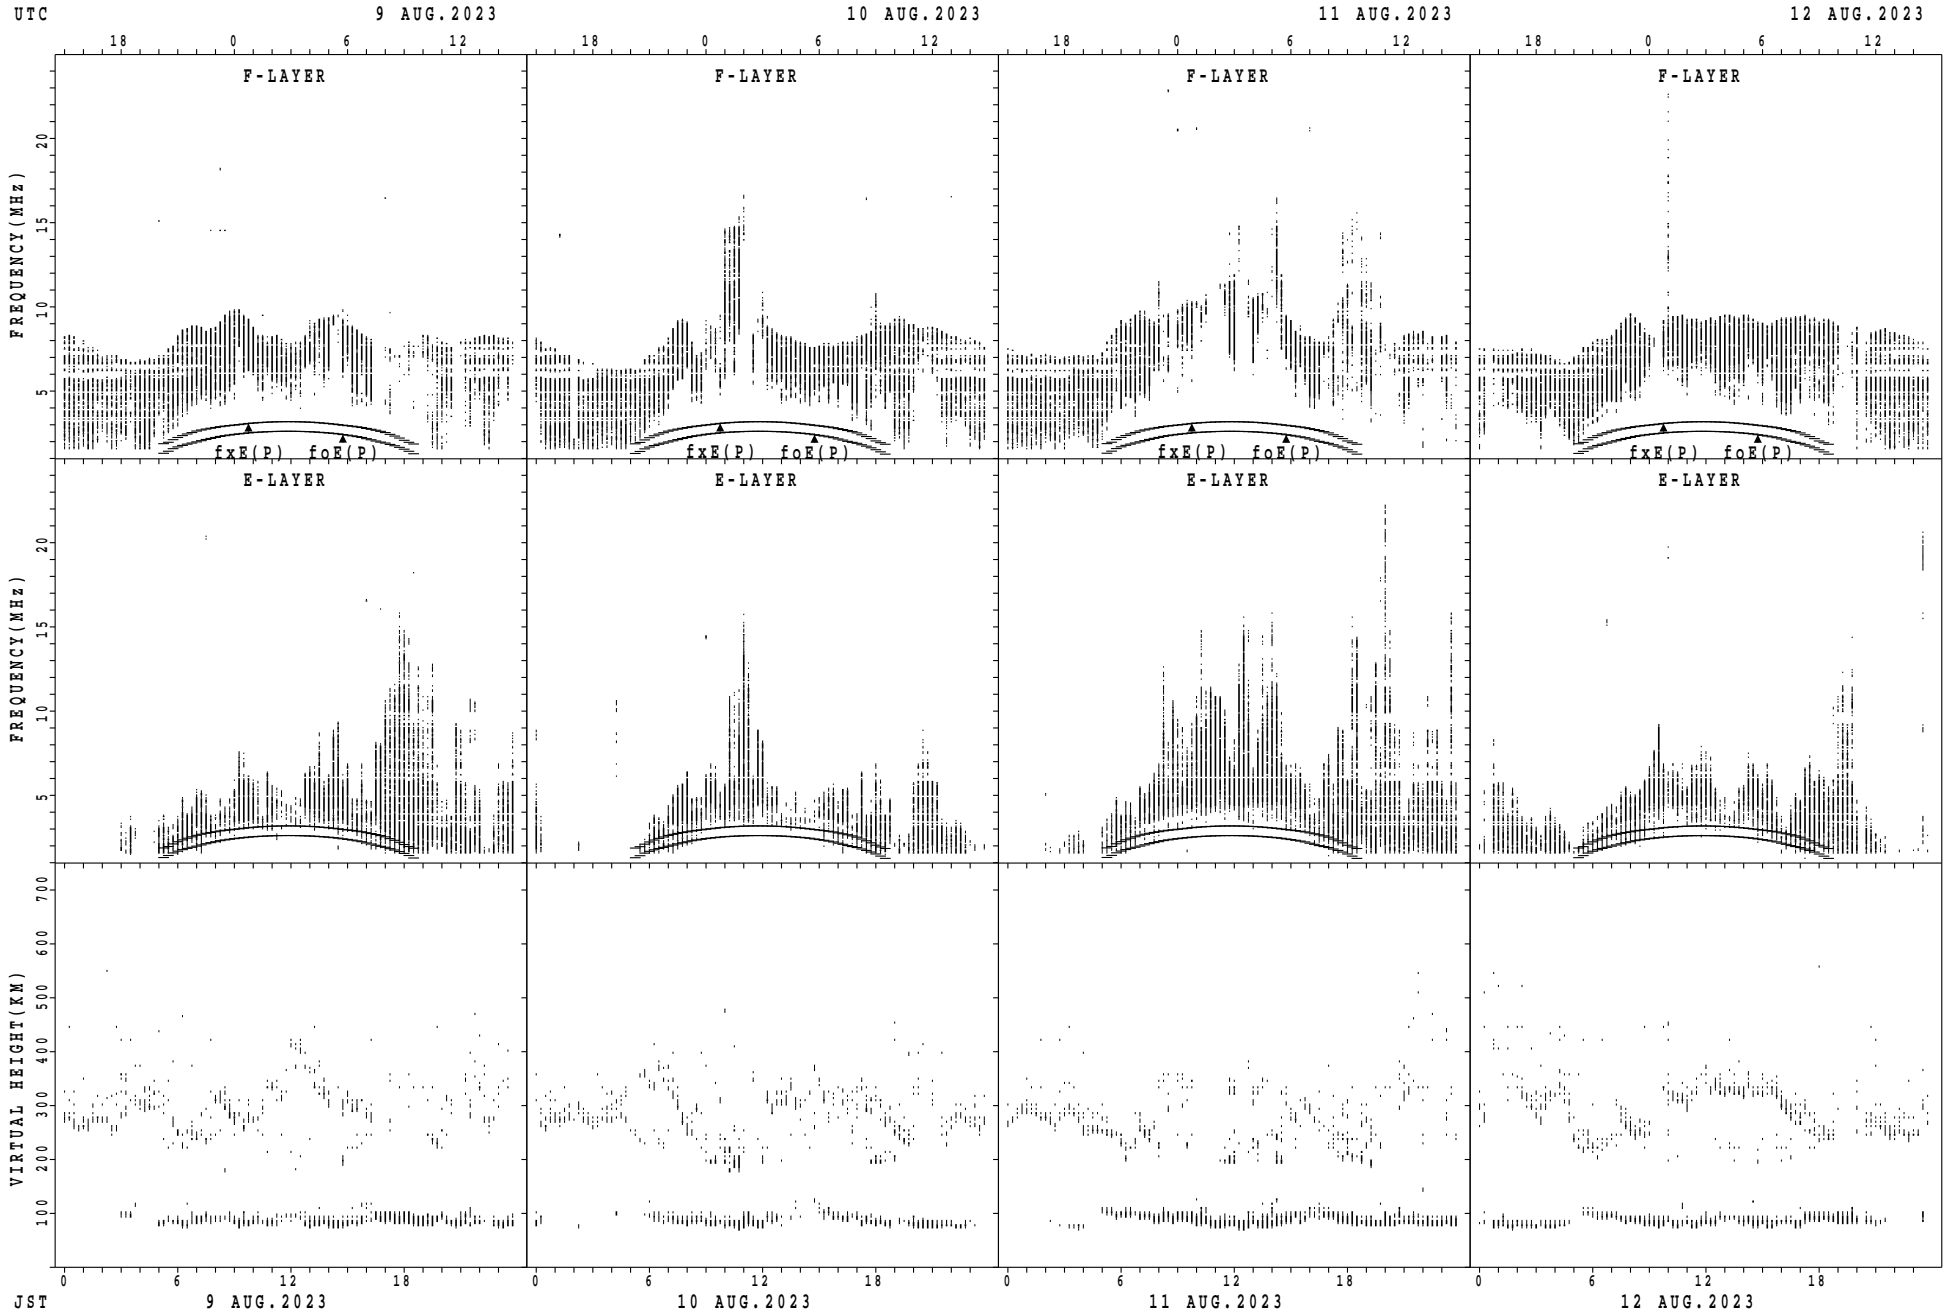 UTC 9 AUG.2023 10 AUG.2023 11 AUG.2023 12 AUG.2023
18 0 6 12 18 0 6 12 18 0 6 12 18 0 6 12
F-LAYER F-LAYER F-LAYER F-LAYER
FREQUENCY(MHz)
20
15
10
5
fxE(P) foE(P) fxE(P) foE(P) fxE(P) foE(P) fxE(P) foE(P)
E-LAYER E-LAYER E-LAYER E-LAYER
FREQUENCY(MHz)
20
15
10
5
VIRTUAL HEIGHT(KM)
700
600
500
400
300
200
100
0 6 12 18 0 6 12 18 0 6 12 18 0 6 12 18
JST 9 AUG.2023 10 AUG.2023 11 AUG.2023 12 AUG.2023